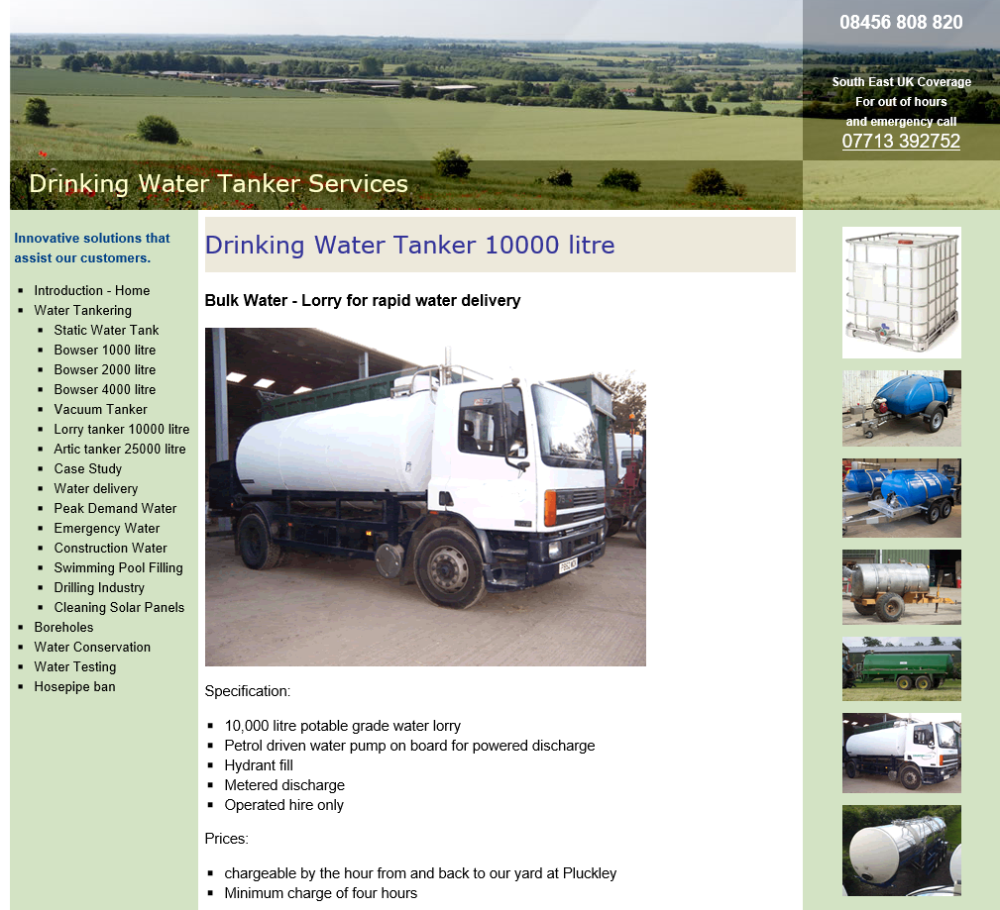 08456 808 820
South East UK Coverage
For out of hours
and emergency call
07713 392752
Drinking Water Tanker Services
Innovative solutions that
assist our customers.
Introduction - Home
Water Tankering
Static Water Tank
Bowser 1000 litre
Bowser 2000 litre
Bowser 4000 litre
Vacuum Tanker
Lorry tanker 10000 litre
Artic tanker 25000 litre
Case Study
Water delivery
Peak Demand Water
Emergency Water
Construction Water
Swimming Pool Filling
Drilling Industry
Cleaning Solar Panels
Boreholes
Water Conservation
Water Testing
Hosepipe ban
Drinking Water Tanker 10000 litre
Bulk Water - Lorry for rapid water delivery
Specification:
10,000 litre potable grade water lorry
Petrol driven water pump on board for powered discharge
Hydrant fill
Metered discharge
Operated hire only
Prices:
chargeable by the hour from and back to our yard at Pluckley
Minimum charge of four hours